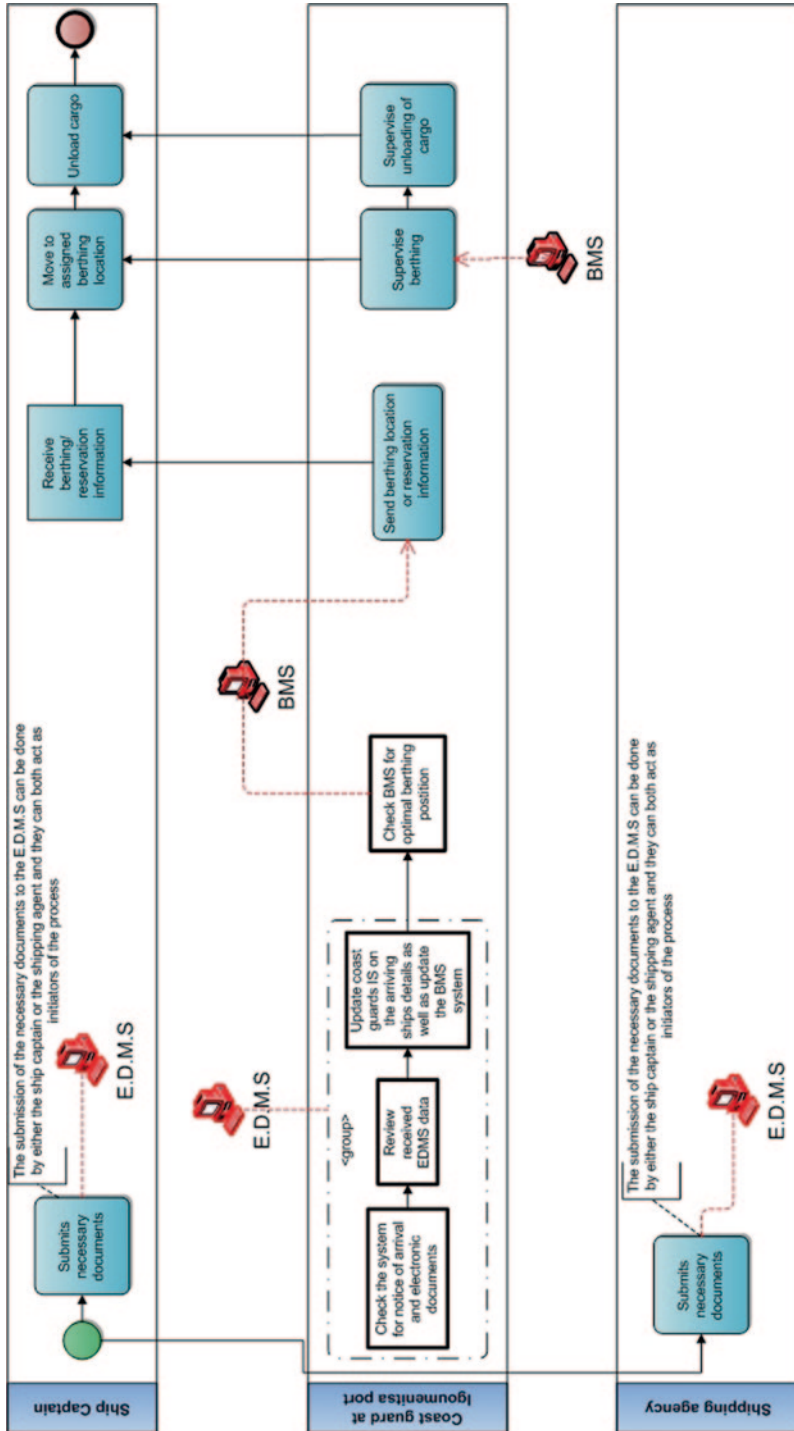 Ship Captain
Submits
necessary
documents
The submission of the necessary documents to the E.D.M.S can be done
by either the ship captain or the shipping agent and they can both act as
initiators of the process
E.D.M.S
Receive
berthing/
reservation
information
Move to
assigned
berthing
location
Unload cargo
E.D.M.S
BMS
Coast guard at
Igoumenitsa port
<group>
Check the system
for notice of arrival
and electronic
documents
Review
received
EDMS data
Update coast
guards IS on
the arriving
ships details as
well as update
the BMS
system
Check BMS for
optimal berthing
postition
Send berthing location
or reservation
information
Supervise
berthing
Supervise
unloading of
cargo
BMS
Shipping agency
Submits
necessary
documents
The submission of the necessary documents to the E.D.M.S can be done
by either the ship captain or the shipping agent and they can both act as
initiators of the process
E.D.M.S